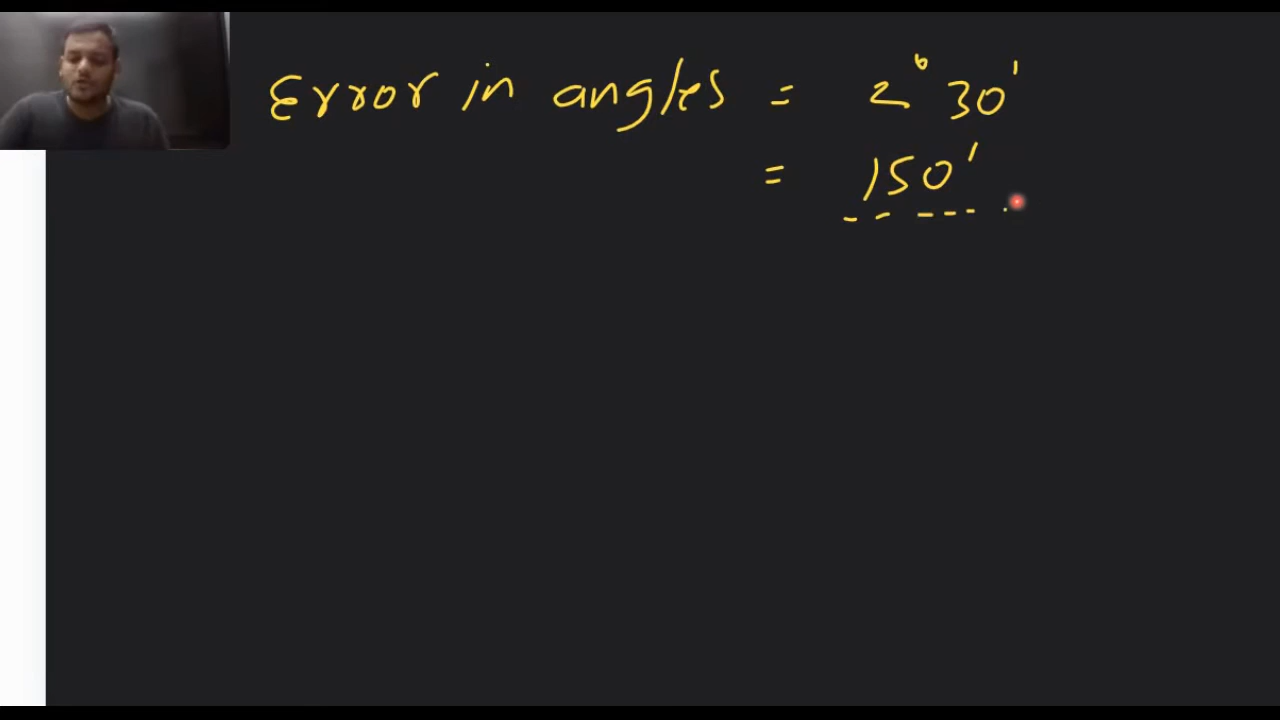 Error in angles = 2° 30'
= 150'